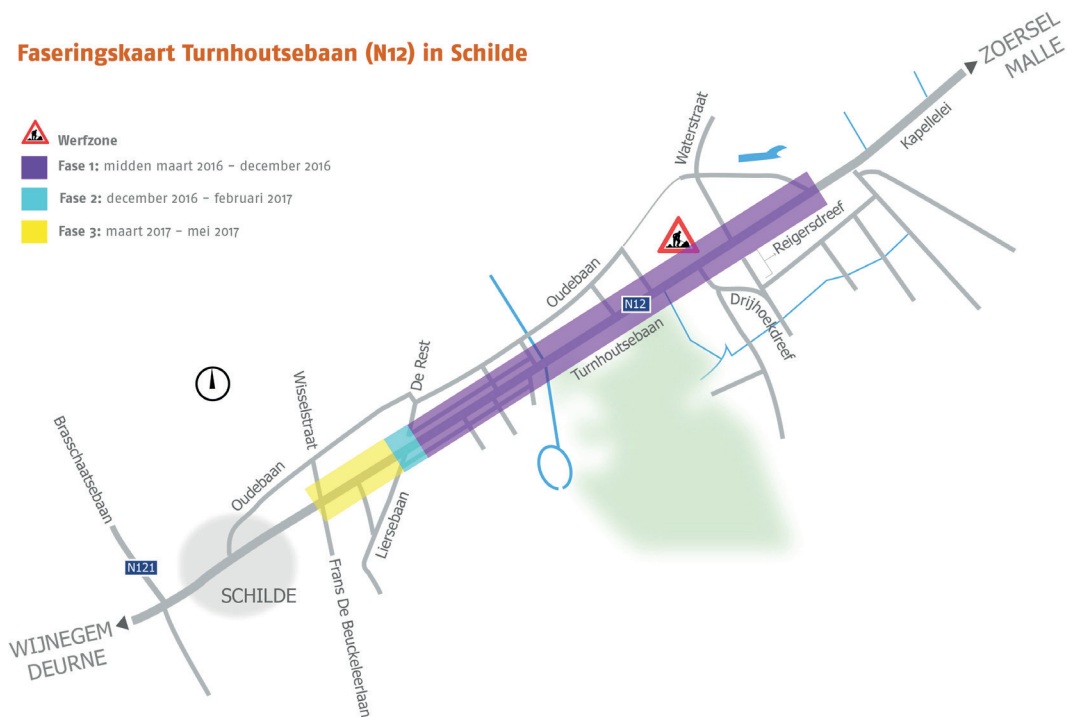 Faseringskaart Turnhoutsebaan (N12) in Schilde
Werfzone
Fase 1: midden maart 2016 – december 2016
Fase 2: december 2016 – februari 2017
Fase 3: maart 2017 – mei 2017
ZOERSEL
MALLE
Kapellelei
Waterstraat
Reigersdreef
Oudebaan
N12
Drijhoekdreef
Turnhoutsebaan
De Rest
Wisselstraat
Brasschaatsebaan
Oudebaan
Liersebaan
N121
SCHILDE
Frans De Beuckeleerlaan
WIJNEGEM
DEURNE